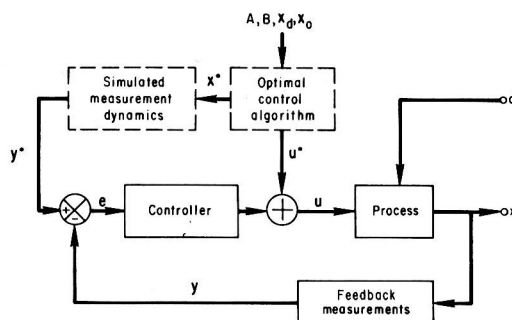 A, B, x_d, x_o
Simulated
measurement
dynamics
x*
Optimal
control
algorithm
d
y*
u*
+
-
e
Controller
+
u
Process
x
y
Feedback
measurements